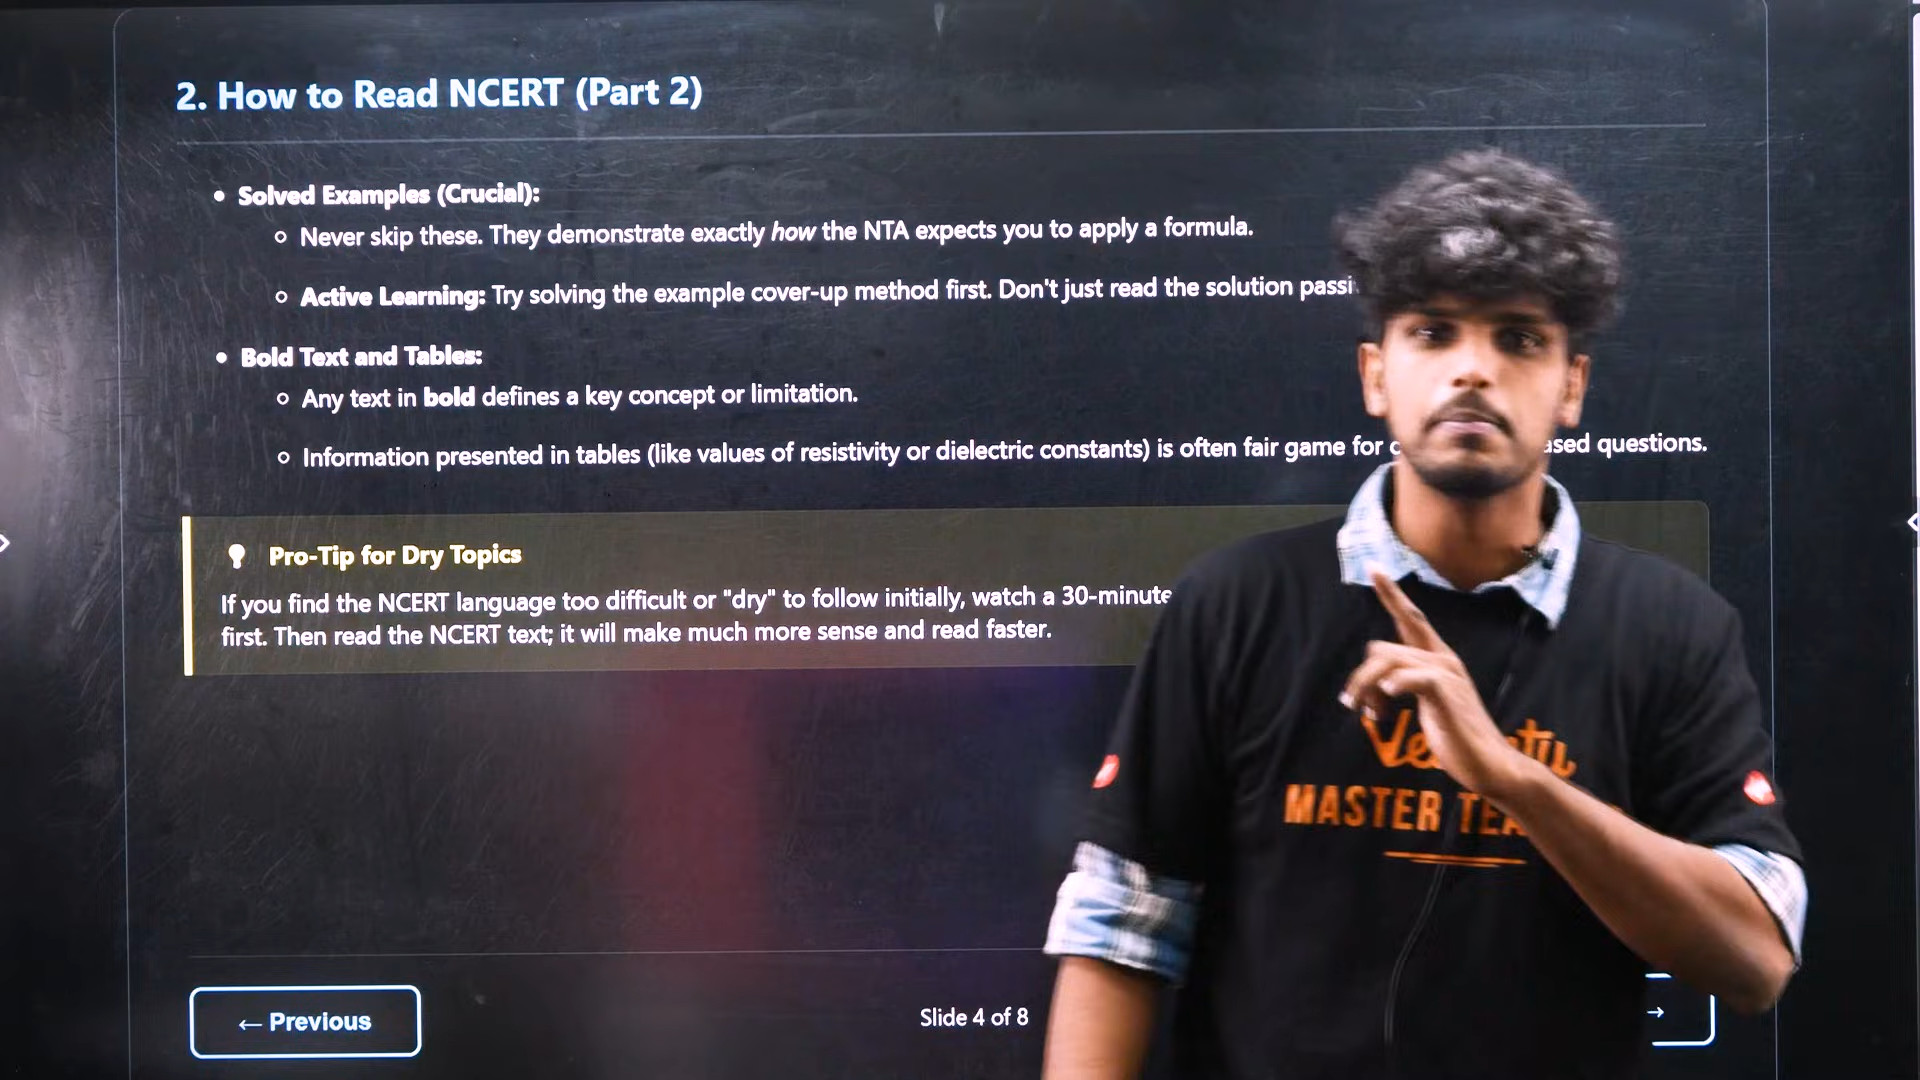 2. How to Read NCERT (Part 2)
• Solved Examples (Crucial):
Never skip these. They demonstrate exactly how the NTA expects you to apply a formula.
Active Learning: Try solving the example cover-up method first. Don't just read the solution
• Bold Text and Tables:
Any text in bold defines a key concept or limitation.
Information presented in tables (like values of resistivity or dielectric constants) is often fair game for questions.
Pro-Tip for Dry Topics
If you find the NCERT language too difficult or "dry" to follow initially, watch a 30-minute
first. Then read the NCERT text; it will make much more sense and read faster.
MASTER
← Previous
Slide 4 of 8
→